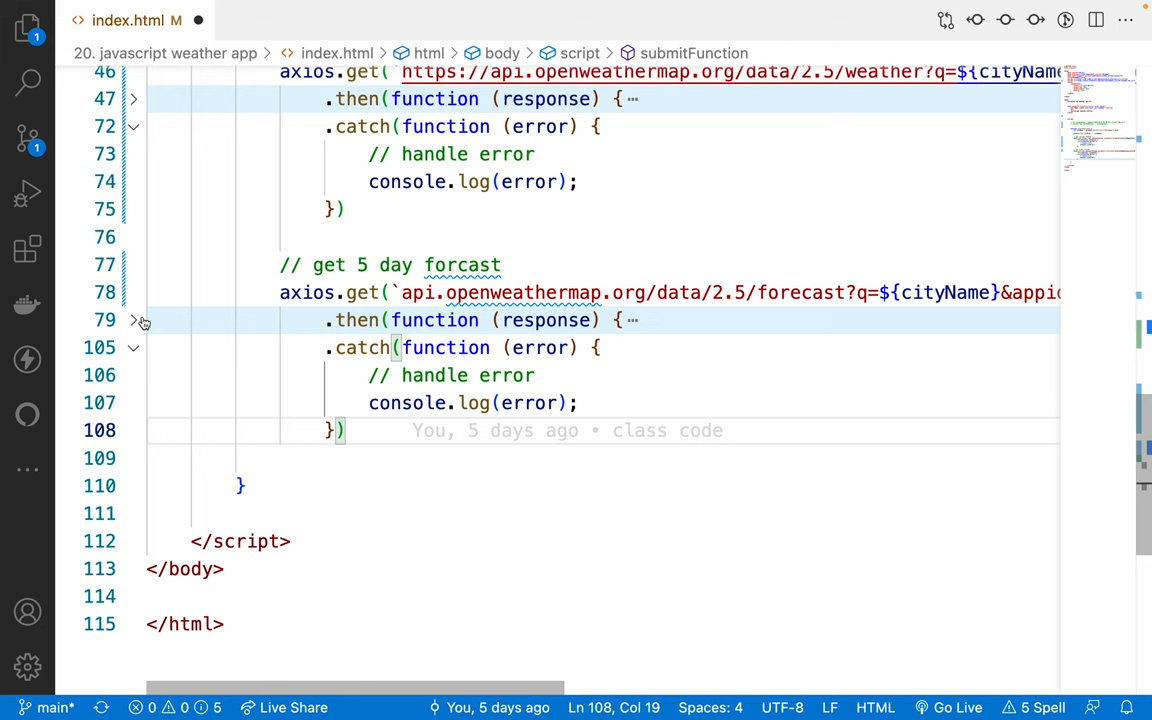 index.html M
20. javascript weather app > index.html > html > body > script > submitFunction
46 axios.get(`https://api.openweathermap.org/data/2.5/weather?q=${cityName
47 .then(function (response) {
72 .catch(function (error) {
73 // handle error
74 console.log(error);
75 })
76
77 // get 5 day forcast
78 axios.get(`api.openweathermap.org/data/2.5/forecast?q=${cityName}&appid
79 .then(function (response) {
105 .catch(function (error) {
106 // handle error
107 console.log(error);
108 }) You, 5 days ago • class code
109
110 }
111
112 </script>
113 </body>
114
115 </html>
1
1
main* 0 0 5 Live Share You, 5 days ago Ln 108, Col 19 Spaces: 4 UTF-8 LF HTML Go Live 5 Spell